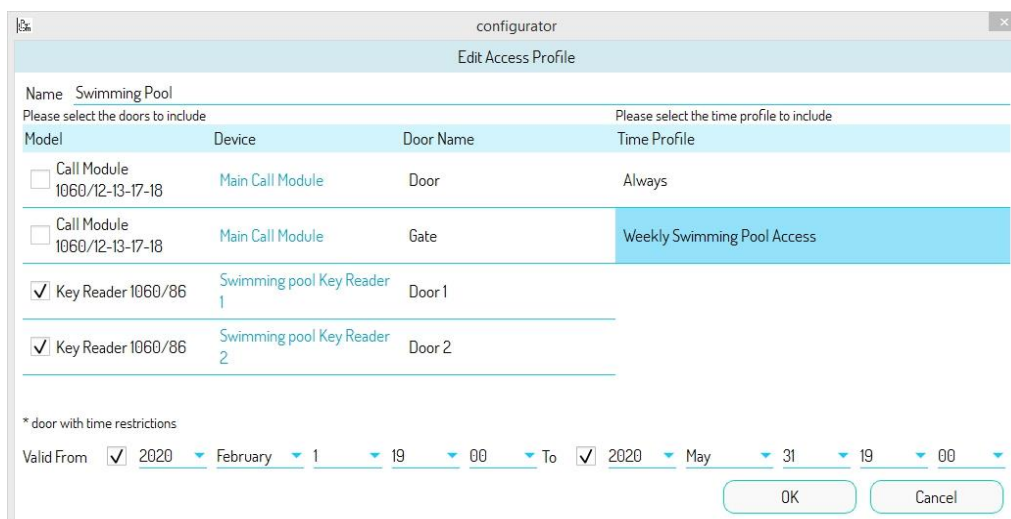 configurator
Edit Access Profile
Name Swimming Pool
Please select the doors to include Please select the time profile to include
Model Device Door Name Time Profile
Call Module
1060/12-13-17-18 Main Call Module Door Always
Call Module
1060/12-13-17-18 Main Call Module Gate Weekly Swimming Pool Access
Key Reader 1060/86 Swimming pool Key Reader
1 Door 1
Key Reader 1060/86 Swimming pool Key Reader
2 Door 2
* door with time restrictions
Valid From 2020 February 1 19 00 To 2020 May 31 19 00
OK Cancel